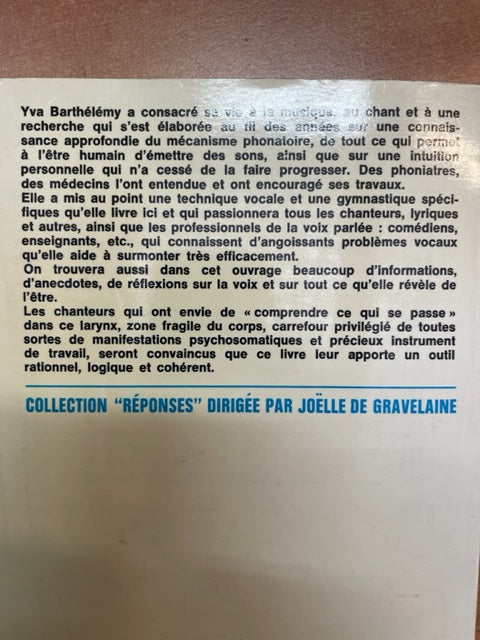 Yva Barthélémy a consacré sa vie à la musique, au chant et à une
recherche qui s'est élaborée au fil des années sur une connais-
sance approfondie du mécanisme phonatoire, de tout ce qui permet
à l'être humain d'émettre des sons, ainsi que sur une intuition
personnelle qui n'a cessé de la faire progresser. Des phoniatres,
des médecins l'ont entendue et ont encouragé ses travaux.
Elle a mis au point une technique vocale et une gymnastique spéci-
fiques qu'elle livre ici et qui passionnera tous les chanteurs, lyriques
et autres, ainsi que les professionnels de la voix parlée : comédiens,
enseignants, etc., qui connaissent d'angoissants problèmes vocaux
qu'elle aide à surmonter très efficacement.
On trouvera aussi dans cet ouvrage beaucoup d'informations,
d'anecdotes, de réflexions sur la voix et sur tout ce qu'elle révèle de
l'être.
Les chanteurs qui ont envie de « comprendre ce qui se passe »
dans ce larynx, zone fragile du corps, carrefour privilégié de toutes
sortes de manifestations psychosomatiques et précieux instrument
de travail, seront convaincus que ce livre leur apporte un outil
rationnel, logique et cohérent.
COLLECTION "RÉPONSES" DIRIGÉE PAR JOËLLE DE GRAVELAINE